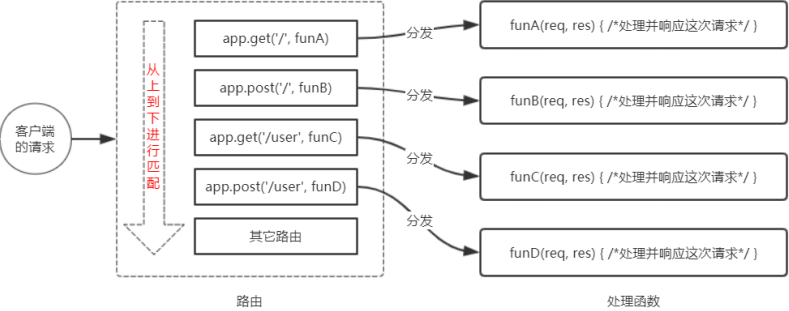 客户端
的请求
从上到下进行匹配
app.get('/', funA)
app.post('/', funB)
app.get('/user', funC)
app.post('/user', funD)
其它路由
分发
分发
分发
分发
funA(req, res) { /*处理并响应这次请求*/ }
funB(req, res) { /*处理并响应这次请求*/ }
funC(req, res) { /*处理并响应这次请求*/ }
funD(req, res) { /*处理并响应这次请求*/ }
路由
处理函数